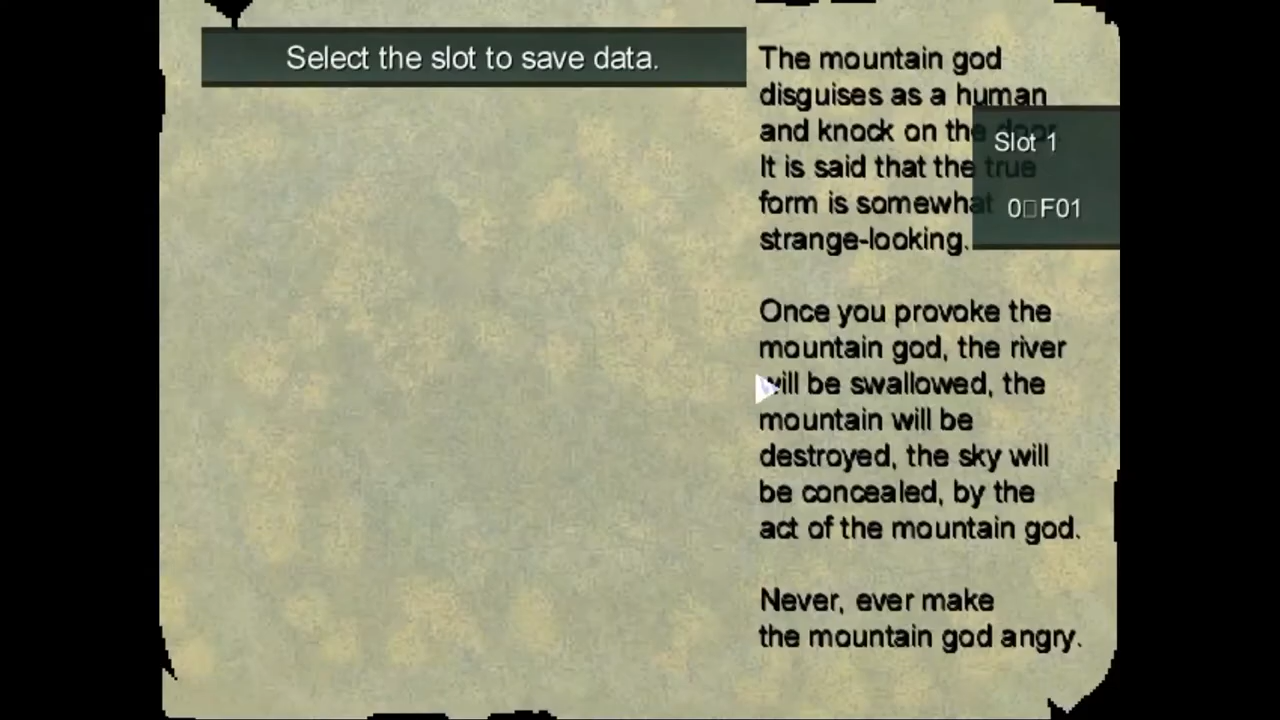 Select the slot to save data.
The mountain god
disguises as a human
and knock on the door.
It is said that the true
form is somewhat
strange-looking.
Slot 1
0□F01
Once you provoke the
mountain god, the river
will be swallowed, the
mountain will be
destroyed, the sky will
be concealed, by the
act of the mountain god.
Never, ever make
the mountain god angry.